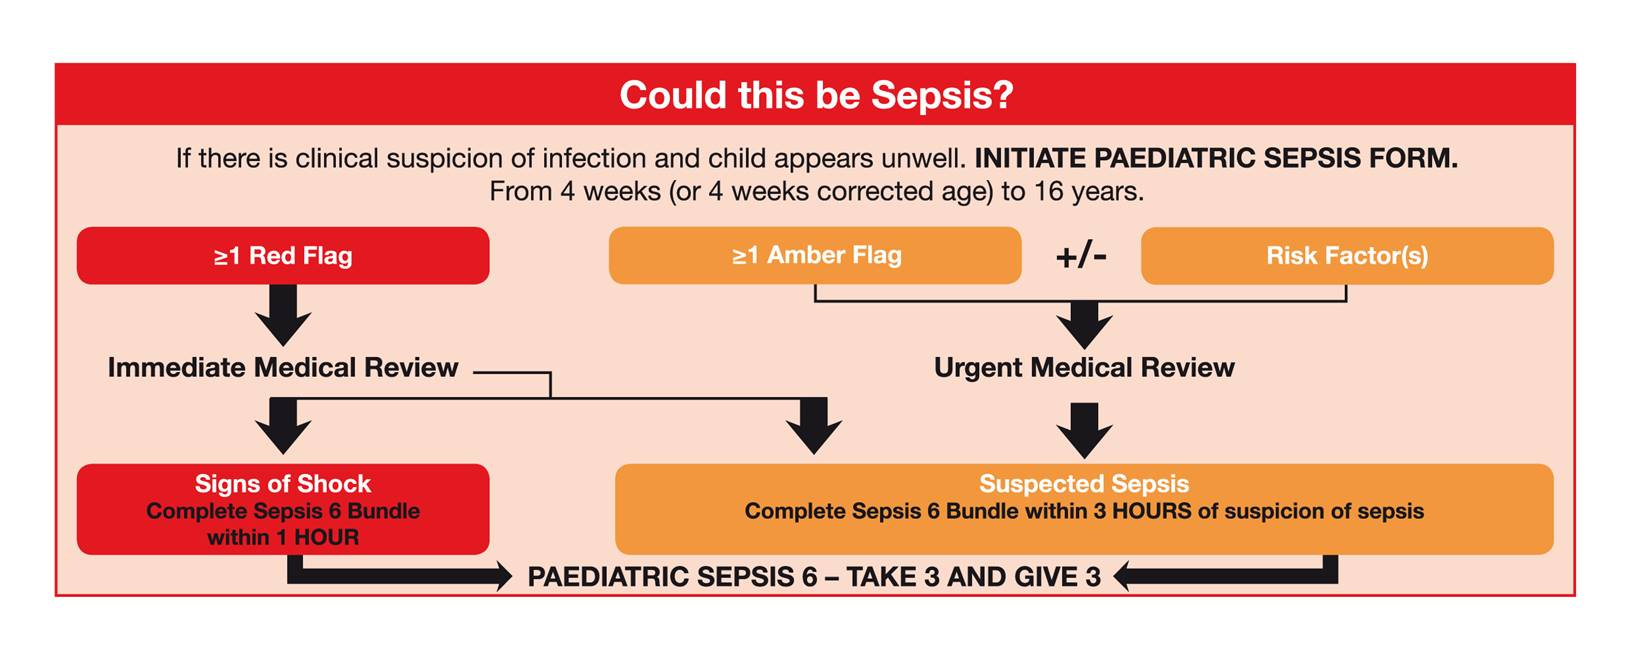 Could this be Sepsis?
If there is clinical suspicion of infection and child appears unwell. INITIATE PAEDIATRIC SEPSIS FORM.
From 4 weeks (or 4 weeks corrected age) to 16 years.
≥1 Red Flag
≥1 Amber Flag
+/-
Risk Factor(s)
Immediate Medical Review
Urgent Medical Review
Signs of Shock
Complete Sepsis 6 Bundle
within 1 HOUR
Suspected Sepsis
Complete Sepsis 6 Bundle within 3 HOURS of suspicion of sepsis
PAEDIATRIC SEPSIS 6 – TAKE 3 AND GIVE 3